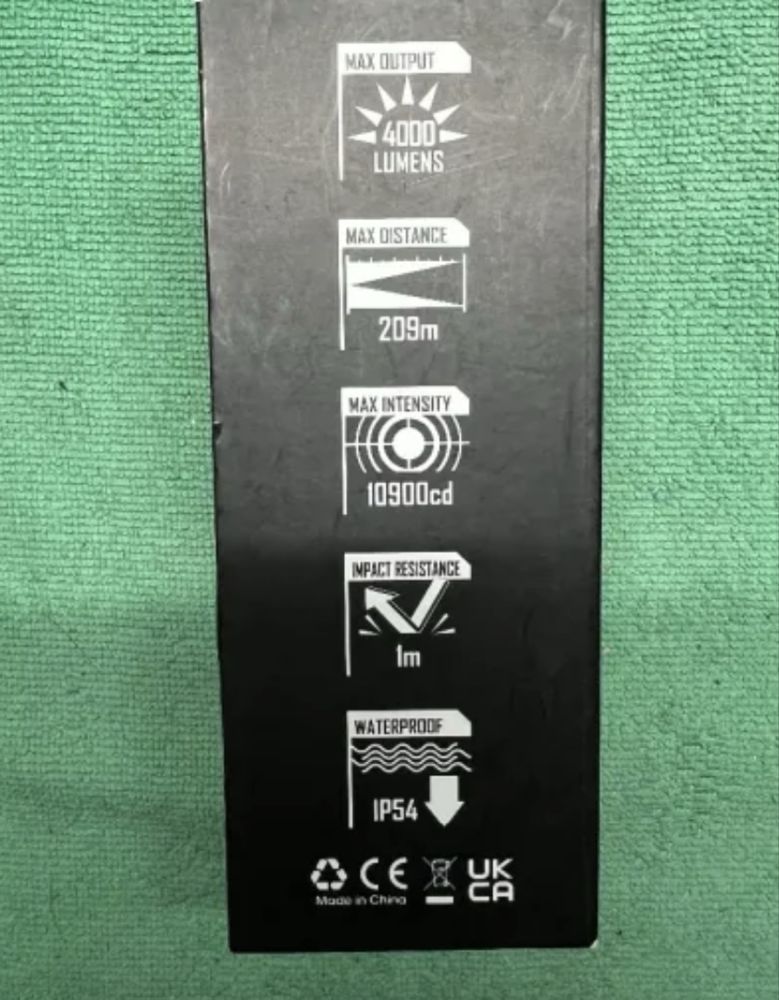 MAX OUTPUT
4000
LUMENS
MAX DISTANCE
209m
MAX INTENSITY
10900cd
IMPACT RESISTANCE
1m
WATERPROOF
IP54
CE
UK
CA
Made in China